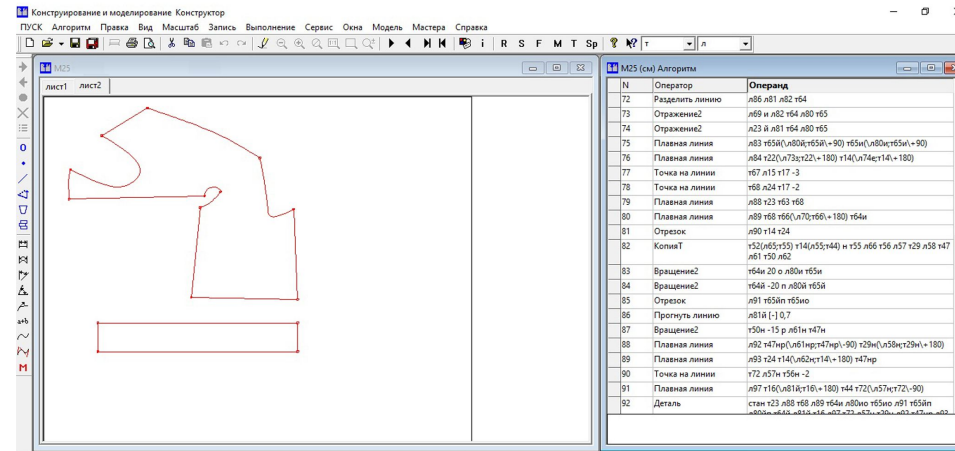 Конструирование и моделирование Конструктор
ПУСК Алгоритм Правка Вид Масштаб Запись Выполнение Сервис Окна Модель Мастера Справка
i R S F M T Sp т л
М25
лист1 лист2
М25 (см) Алгоритм
N Оператор Операнд
72 Разделить линию л86 л81 л82 т64
73 Отражение2 л69 и л82 т64 л80 т65
74 Отражение2 л23 й л81 т64 л80 т65
75 Плавная линия л83 т65й(\л80й;т65й\+90) т65и(\л80и;т65и\+90)
76 Плавная линия л84 т22(\л73з;т22\+180) т14(\л74е;т14\+180)
77 Точка на линии т67 л15 т17 -3
78 Точка на линии т68 л24 т17 -2
79 Плавная линия л88 т23 т63 т68
80 Плавная линия л89 т68 т66(\л70;т66\+180) т64и
81 Отрезок л90 т14 т24
82 КопияТ т52(л65;т55) т14(л55;т44) н т55 л66 т56 л57 т29 л58 т47
л61 т50 л62
83 Вращение2 т64и 20 о л80и т65и
84 Вращение2 т64й -20 п л80й т65й
85 Отрезок л91 т65йп т65ио
86 Прогнуть линию л81й [-] 0,7
87 Вращение2 т50н -15 р л61н т47н
88 Плавная линия л92 т47нр(\л61нр;т47нр\-90) т29н(\л58н;т29н\+180)
89 Плавная линия л93 т24 т14(\л62н;т14\+180) т47нр
90 Точка на линии т72 л57н т56н -2
91 Плавная линия л97 т16(\л81й;т16\+180) т44 т72(\л57н;т72\-90)
92 Деталь стан т23 л88 т68 л89 т64и л80ио т65ио л91 т65йп
0
a+b
M